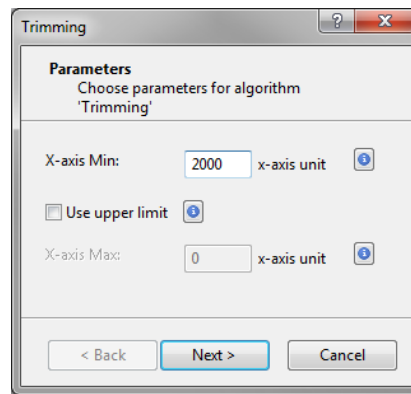 Trimming
Parameters
Choose parameters for algorithm
'Trimming'
X-axis Min: 2000 x-axis unit
Use upper limit
X-axis Max: 0 x-axis unit
< Back Next > Cancel